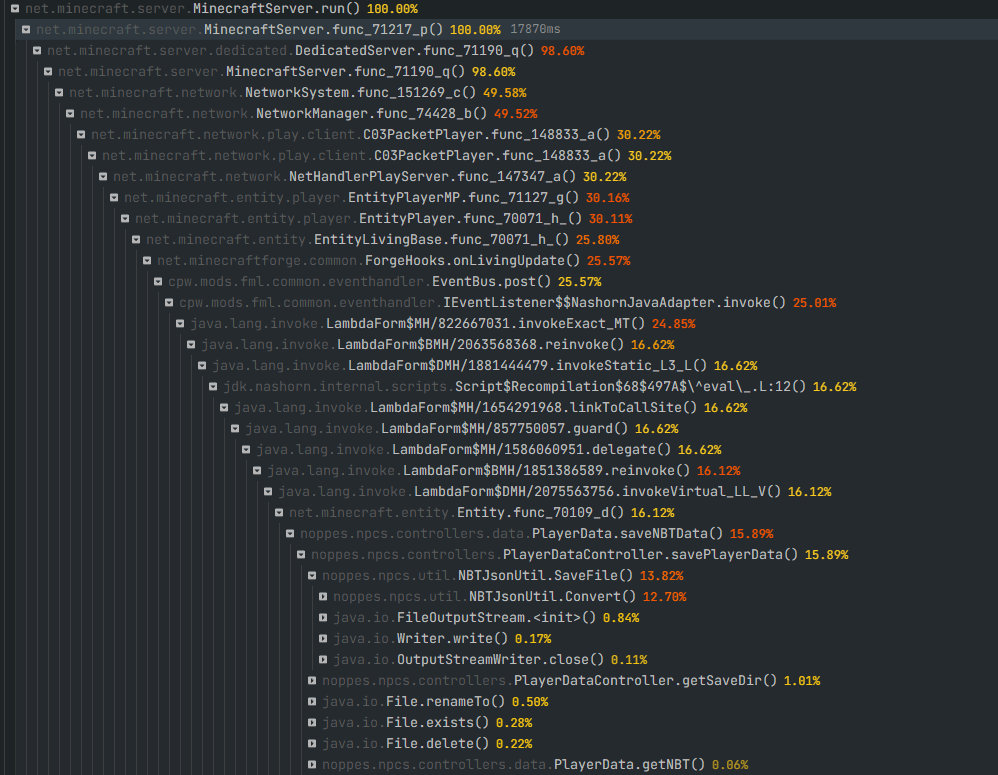 net.minecraft.server.MinecraftServer.run() 100.00%
net.minecraft.server.MinecraftServer.func_71217_p() 100.00% 17870ms
net.minecraft.server.dedicated.DedicatedServer.func_71190_q() 98.60%
net.minecraft.server.MinecraftServer.func_71190_q() 98.60%
net.minecraft.network.NetworkSystem.func_151269_c() 49.58%
net.minecraft.network.NetworkManager.func_74428_b() 49.52%
net.minecraft.network.play.client.C03PacketPlayer.func_148833_a() 30.22%
net.minecraft.network.play.client.C03PacketPlayer.func_148833_a() 30.22%
net.minecraft.network.NetHandlerPlayServer.func_147347_a() 30.22%
net.minecraft.entity.player.EntityPlayerMP.func_71127_g() 30.16%
net.minecraft.entity.player.EntityPlayer.func_70071_h_() 30.11%
net.minecraft.entity.EntityLivingBase.func_70071_h_() 25.80%
net.minecraftforge.common.ForgeHooks.onLivingUpdate() 25.57%
cpw.mods.fml.common.eventhandler.EventBus.post() 25.57%
cpw.mods.fml.common.eventhandler.IEventListener$$NashornJavaAdapter.invoke() 25.01%
java.lang.invoke.LambdaForm$MH/822667031.invokeExact_MT() 24.85%
java.lang.invoke.LambdaForm$BMH/2063568368.reinvoke() 16.62%
java.lang.invoke.LambdaForm$DMH/1881444479.invokeStatic_L3_L() 16.62%
jdk.nashorn.internal.scripts.Script$Recompilation$68$497A$\^eval\_.L:12() 16.62%
java.lang.invoke.LambdaForm$MH/1654291968.linkToCallSite() 16.62%
java.lang.invoke.LambdaForm$MH/857750057.guard() 16.62%
java.lang.invoke.LambdaForm$MH/1586060951.delegate() 16.62%
java.lang.invoke.LambdaForm$BMH/1851386589.reinvoke() 16.12%
java.lang.invoke.LambdaForm$DMH/2075563756.invokeVirtual_LL_V() 16.12%
net.minecraft.entity.Entity.func_70109_d() 16.12%
noppes.npcs.controllers.data.PlayerData.saveNBTData() 15.89%
noppes.npcs.controllers.PlayerDataController.savePlayerData() 15.89%
noppes.npcs.util.NBTJsonUtil.SaveFile() 13.82%
noppes.npcs.util.NBTJsonUtil.Convert() 12.70%
java.io.FileOutputStream.<init>() 0.84%
java.io.Writer.write() 0.17%
java.io.OutputStreamWriter.close() 0.11%
noppes.npcs.controllers.PlayerDataController.getSaveDir() 1.01%
java.io.File.renameTo() 0.50%
java.io.File.exists() 0.28%
java.io.File.delete() 0.22%
noppes.npcs.controllers.data.PlayerData.getNBT() 0.06%